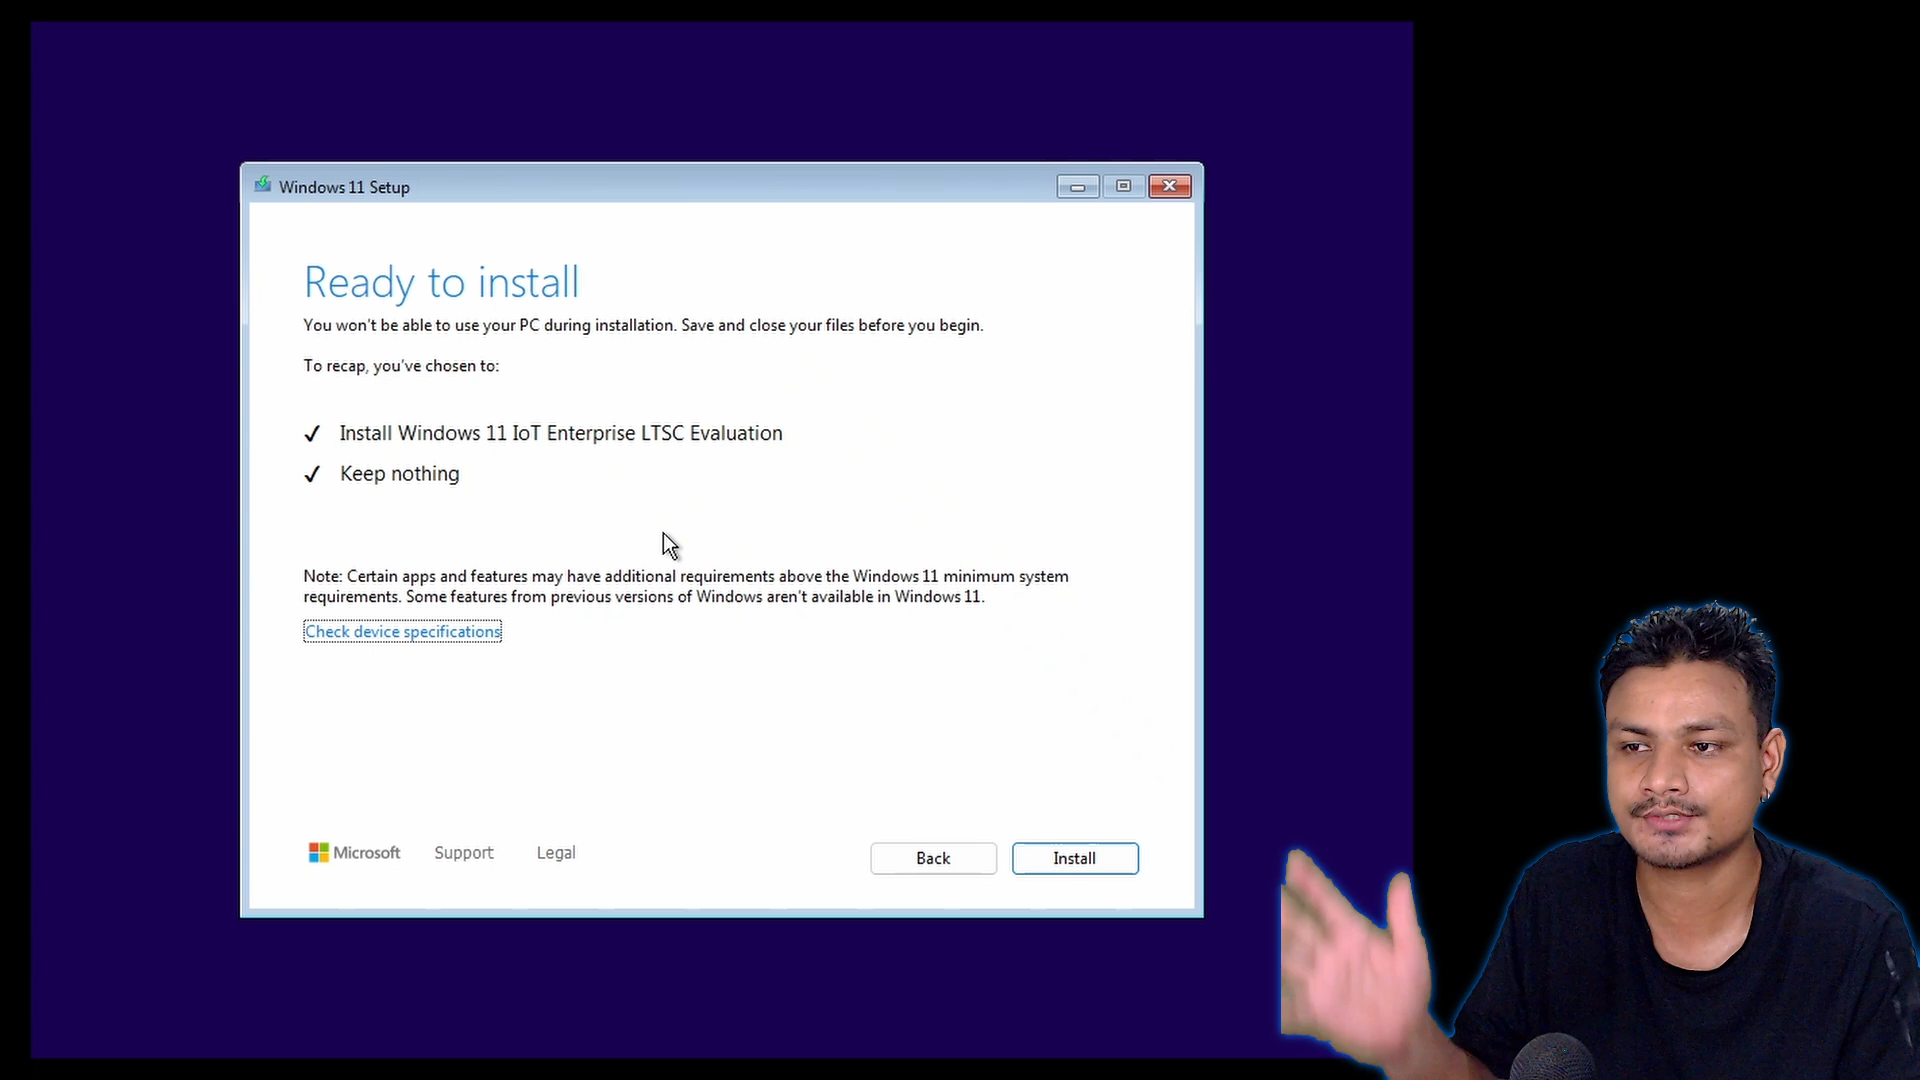 Windows 11 Setup
Ready to install
You won't be able to use your PC during installation. Save and close your files before you begin.
To recap, you've chosen to:
✓ Install Windows 11 IoT Enterprise LTSC Evaluation
✓ Keep nothing
Note: Certain apps and features may have additional requirements above the Windows 11 minimum system
requirements. Some features from previous versions of Windows aren't available in Windows 11.
Check device specifications
Microsoft Support Legal Back Install